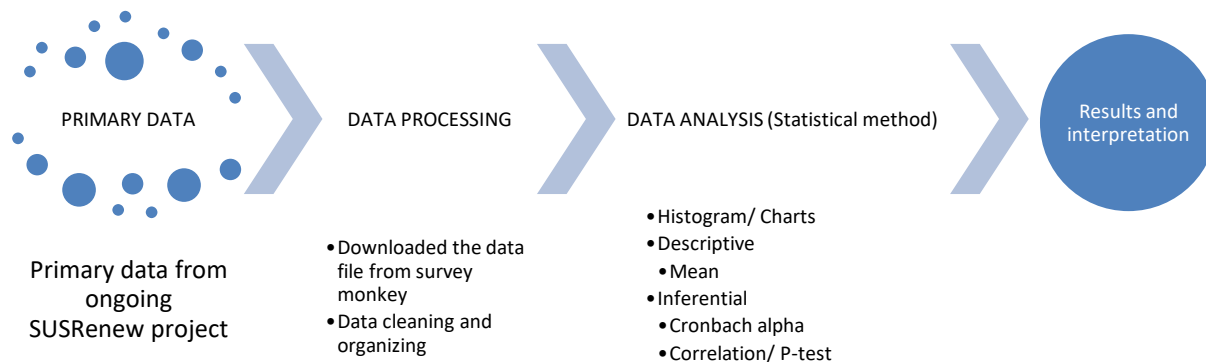 PRIMARY DATA
Primary data from
ongoing
SUSRenew project
DATA PROCESSING
•Downloaded the data
file from survey
monkey
•Data cleaning and
organizing
DATA ANALYSIS (Statistical method)
•Histogram/ Charts
•Descriptive
•Mean
•Inferential
•Cronbach alpha
•Correlation/ P-test
Results and
interpretation